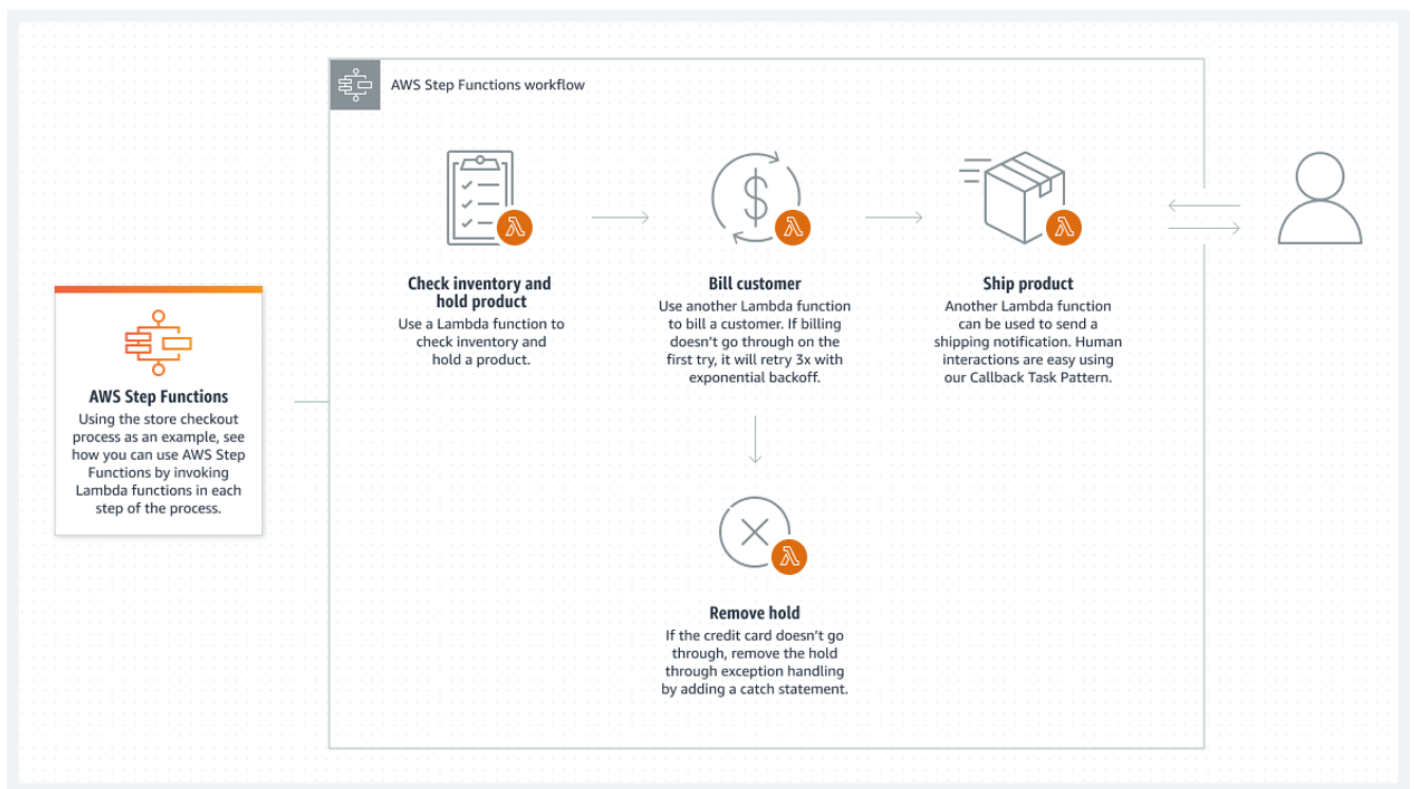 AWS Step Functions workflow
Check inventory and
hold product
Use a Lambda function to
check inventory and
hold a product.
Bill customer
Use another Lambda function
to bill a customer. If billing
doesn't go through on the
first try, it will retry 3x with
exponential backoff.
Ship product
Another Lambda function
can be used to send a
shipping notification. Human
interactions are easy using
our Callback Task Pattern.
AWS Step Functions
Using the store checkout
process as an example, see
how you can use AWS Step
Functions by invoking
Lambda functions in each
step of the process.
Remove hold
If the credit card doesn't go
through, remove the hold
through exception handling
by adding a catch statement.